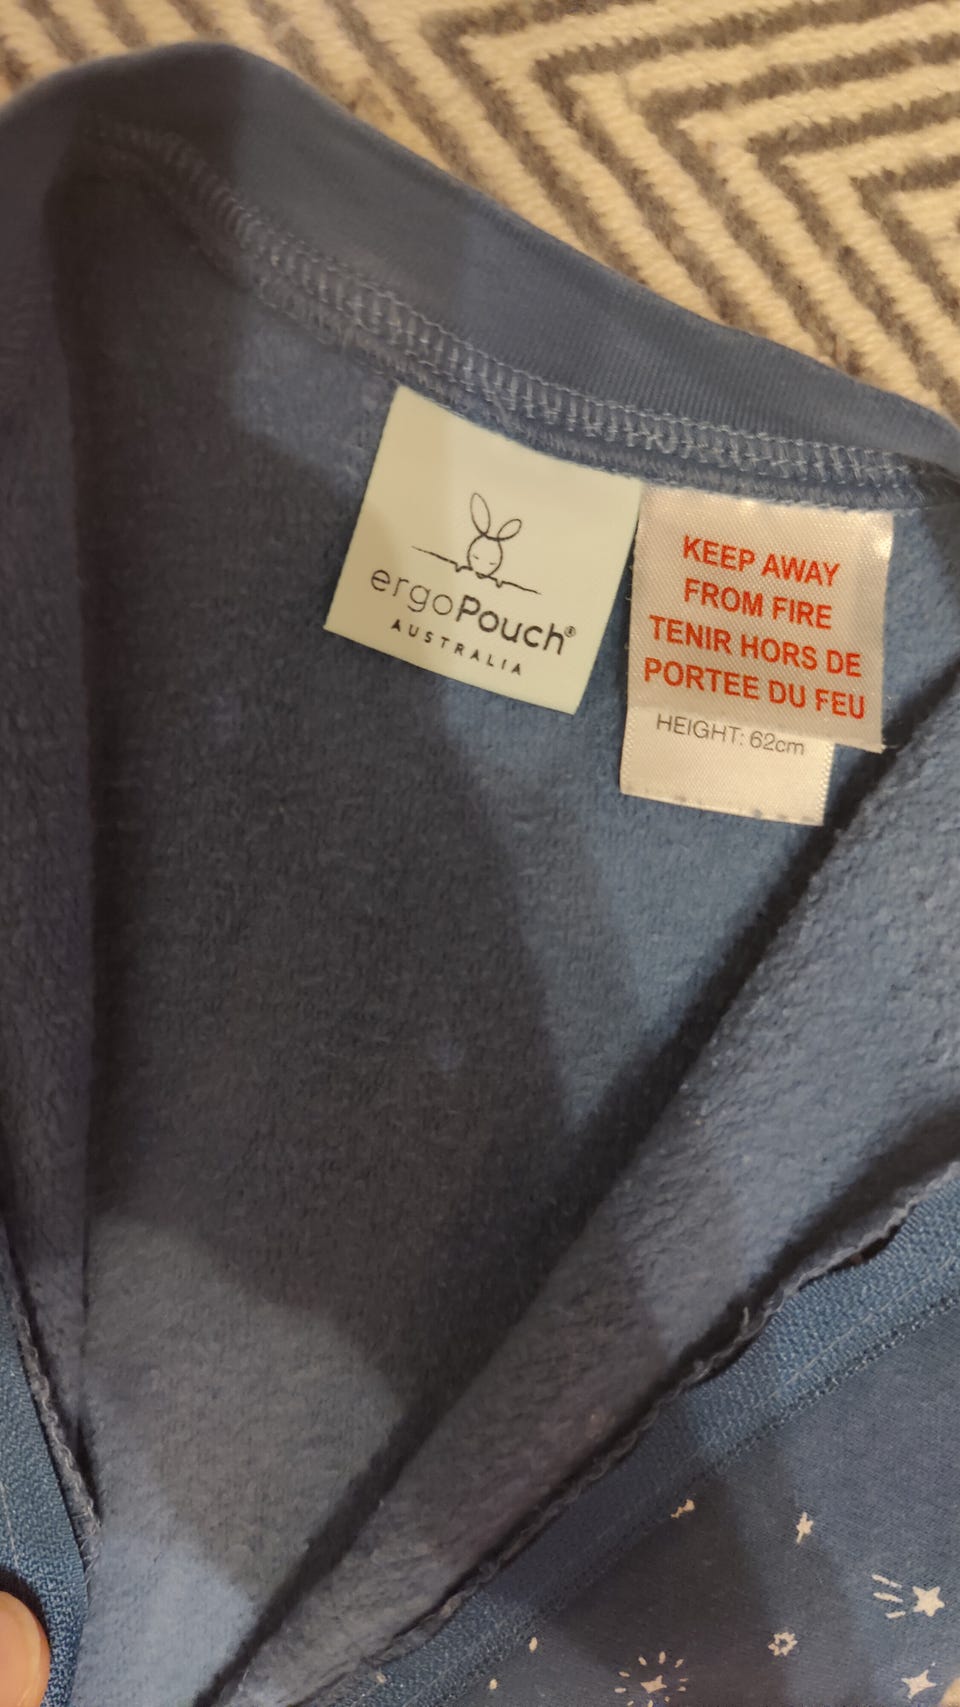 ergoPouch®
AUSTRALIA
KEEP AWAY
FROM FIRE
TENIR HORS DE
PORTEE DU FEU
HEIGHT: 62cm